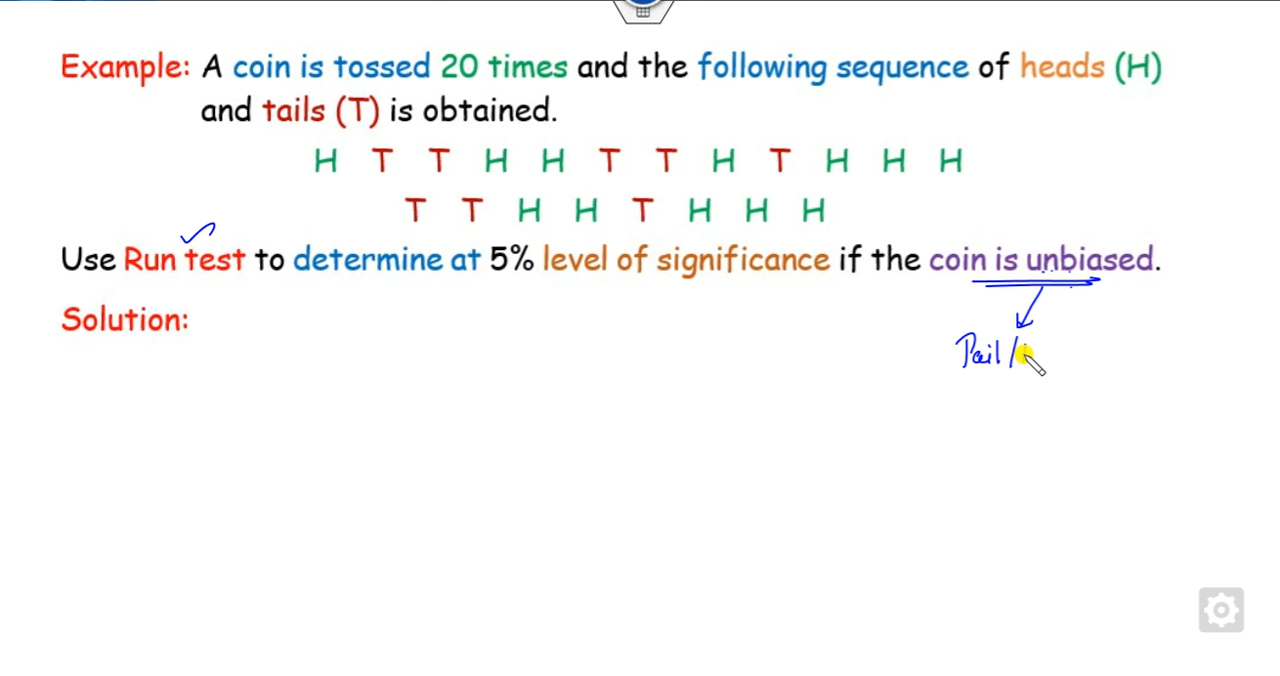 Example: A coin is tossed 20 times and the following sequence of heads (H)
and tails (T) is obtained.
H T T H H T T H T H H H
T T H H T H H H
Use Run test to determine at 5% level of significance if the coin is unbiased.
Solution: